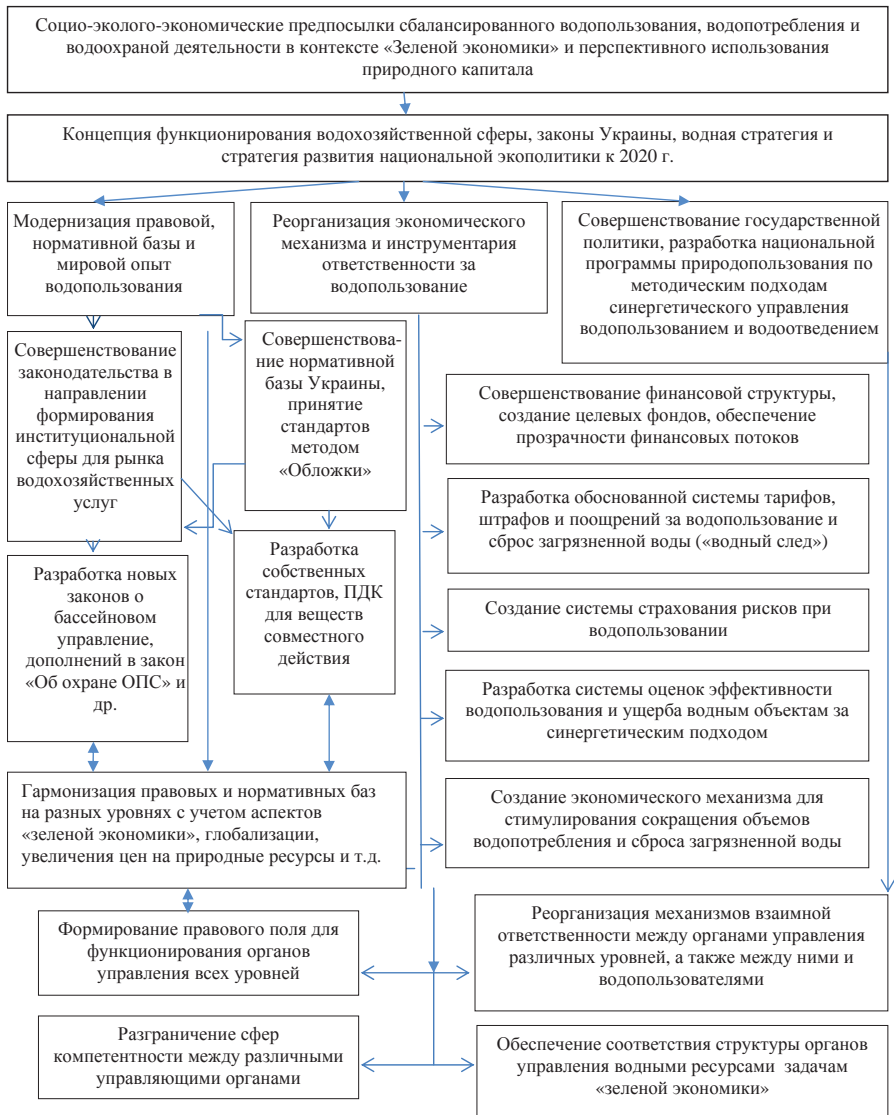 Социо-эколого-экономические предпосылки сбалансированного водопользования, водопотребления и
водоохраной деятельности в контексте «Зеленой экономики» и перспективного использования
природного капитала
Концепция функционирования водохозяйственной сферы, законы Украины, водная стратегия и
стратегия развития национальной экополитики к 2020 г.
Модернизация правовой,
нормативной базы и
мировой опыт
водопользования
Реорганизация экономического
механизма и инструментария
ответственности за
водопользование
Совершенствование государственной
политики, разработка национальной
программы природопользования по
методическим подходам
синергетического управления
водопользованием и водоотведением
Совершенствование
законодательства в
направлении
формирования
институциональной
сферы для рынка
водохозяйственных
услуг
Совершенствова-
ние нормативной
базы Украины,
принятие
стандартов
методом
«Обложки»
Совершенствование финансовой структуры,
создание целевых фондов, обеспечение
прозрачности финансовых потоков
Разработка обоснованной системы тарифов,
штрафов и поощрений за водопользование и
сброс загрязненной воды («водный след»)
Разработка новых
законов о
бассейновом
управление,
дополнений в закон
«Об охране ОПС» и
др.
Разработка
собственных
стандартов, ПДК
для веществ
совместного
действия
Создание системы страхования рисков при
водопользовании
Разработка системы оценок эффективности
водопользования и ущерба водным объектам за
синергетическим подходом
Гармонизация правовых и нормативных баз
на разных уровнях с учетом аспектов
«зеленой экономики», глобализации,
увеличения цен на природные ресурсы и т.д.
Создание экономического механизма для
стимулирования сокращения объемов
водопотребления и сброса загрязненной воды
Формирование правового поля для
функционирования органов
управления всех уровней
Реорганизация механизмов взаимной
ответственности между органами управления
различных уровней, а также между ними и
водопользователями
Разграничение сфер
компетентности между различными
управляющими органами
Обеспечение соответствия структуры органов
управления водными ресурсами задачам
«зеленой экономики»